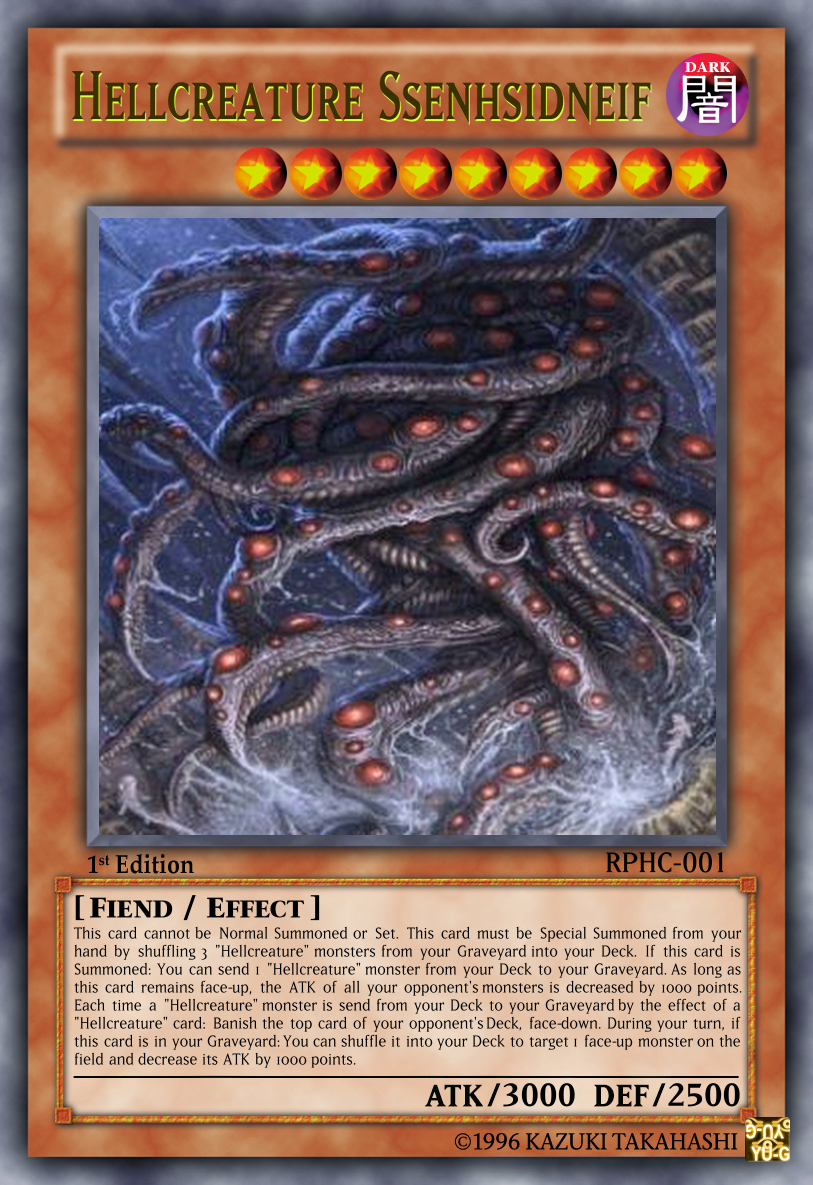 Hellcreature Ssenhsidneif
DARK
闇
1st Edition
RPHC-001
[ Fiend / Effect ]
This card cannot be Normal Summoned or Set. This card must be Special Summoned from your
hand by shuffling 3 "Hellcreature" monsters from your Graveyard into your Deck. If this card is
Summoned: You can send 1 "Hellcreature" monster from your Deck to your Graveyard. As long as
this card remains face-up, the ATK of all your opponent's monsters is decreased by 1000 points.
Each time a "Hellcreature" monster is send from your Deck to your Graveyard by the effect of a
"Hellcreature" card: Banish the top card of your opponent's Deck, face-down. During your turn, if
this card is in your Graveyard: You can shuffle it into your Deck to target 1 face-up monster on the
field and decrease its ATK by 1000 points.
ATK/3000 DEF/2500
©1996 KAZUKI TAKAHASHI